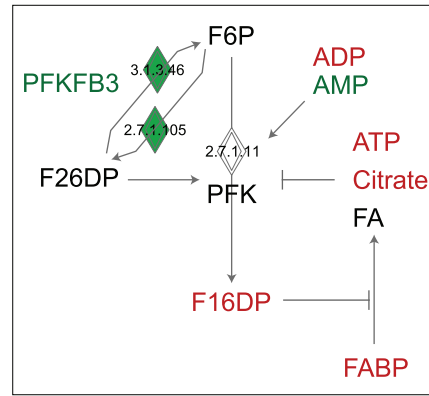 F6P
ADP
3.1.3.46
PFKFB3
AMP
2.7.1.105
ATP
2.7.1.11
F26DP
Citrate
PFK
FA
F16DP
FABP